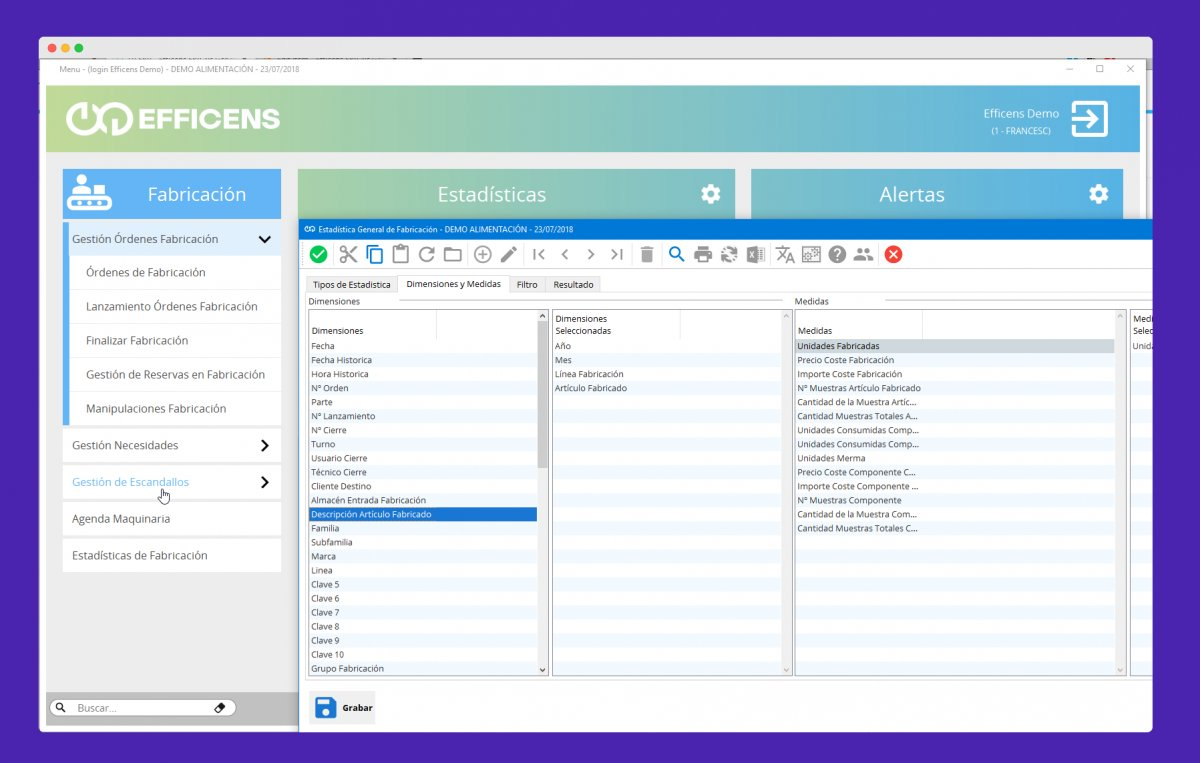 Menu - (login Efficens Demo) - DEMO ALIMENTACIÓN - 23/07/2018
EFFICENS
Efficens Demo
(1 - FRANCESC)
Fabricación
Estadísticas
Alertas
Gestión Órdenes Fabricación
Órdenes de Fabricación
Lanzamiento Órdenes Fabricación
Finalizar Fabricación
Gestión de Reservas en Fabricación
Manipulaciones Fabricación
Gestión Necesidades
Gestión de Escandallos
Agenda Maquinaria
Estadísticas de Fabricación
Buscar...
Estadística General de Fabricación - DEMO ALIMENTACIÓN - 23/07/2018
Tipos de Estadistica
Dimensiones y Medidas
Filtro
Resultado
Dimensiones
Dimensiones
Fecha
Fecha Historica
Hora Historica
Nº Orden
Parte
Nº Lanzamiento
Nº Cierre
Turno
Usuario Cierre
Técnico Cierre
Cliente Destino
Almacén Entrada Fabricación
Descripción Artículo Fabricado
Familia
Subfamilia
Marca
Linea
Clave 5
Clave 6
Clave 7
Clave 8
Clave 9
Clave 10
Grupo Fabricación
Dimensiones
Seleccionadas
Año
Mes
Línea Fabricación
Artículo Fabricado
Medidas
Medidas
Unidades Fabricadas
Precio Coste Fabricación
Importe Coste Fabricación
Nº Muestras Artículo Fabricado
Cantidad de la Muestra Artíc...
Cantidad Muestras Totales A...
Unidades Consumidas Comp...
Unidades Consumidas Comp...
Unidades Merma
Precio Coste Componente C...
Importe Coste Componente ...
Nº Muestras Componente
Cantidad de la Muestra Com...
Cantidad Muestras Totales C...
Medi
Selec
Unida
Grabar